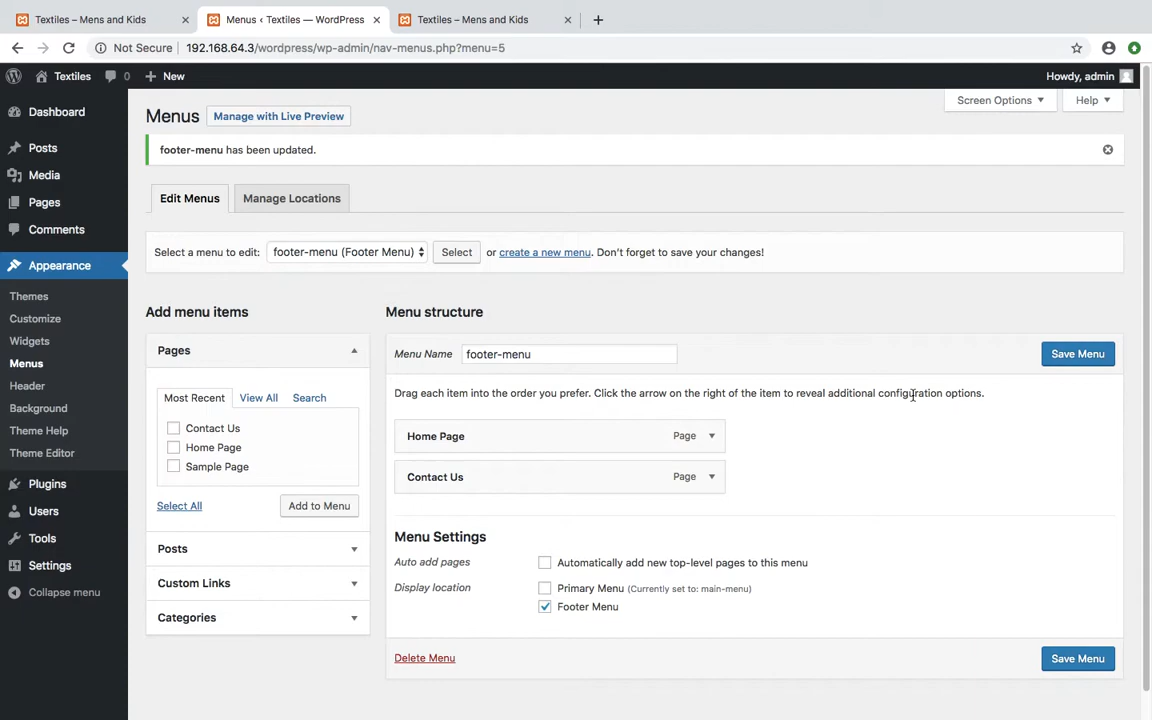 Textiles – Mens and Kids
Menus ‹ Textiles — WordPress
Textiles – Mens and Kids
Not Secure
192.168.64.3/wordpress/wp-admin/nav-menus.php?menu=5
Textiles
0
New
Howdy, admin
Dashboard
Posts
Media
Pages
Comments
Appearance
Themes
Customize
Widgets
Menus
Header
Background
Theme Help
Theme Editor
Plugins
Users
Tools
Settings
Collapse menu
Screen Options
Help
Menus
Manage with Live Preview
footer-menu has been updated.
Edit Menus
Manage Locations
Select a menu to edit: footer-menu (Footer Menu) Select or create a new menu. Don't forget to save your changes!
Add menu items
Pages
Most Recent
View All
Search
Contact Us
Home Page
Sample Page
Select All
Add to Menu
Posts
Custom Links
Categories
Menu structure
Menu Name footer-menu
Save Menu
Drag each item into the order you prefer. Click the arrow on the right of the item to reveal additional configuration options.
Home Page Page
Contact Us Page
Menu Settings
Auto add pages Automatically add new top-level pages to this menu
Display location Primary Menu (Currently set to: main-menu)
Footer Menu
Delete Menu
Save Menu